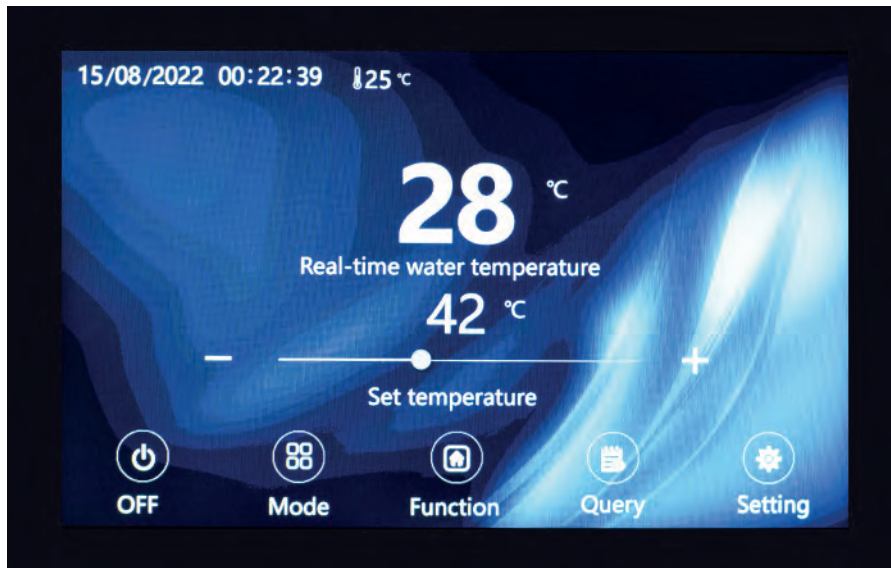 15/08/2022 00:22:39 25 ℃
28 ℃
Real-time water temperature
42 ℃
− +
Set temperature
OFF Mode Function Query Setting